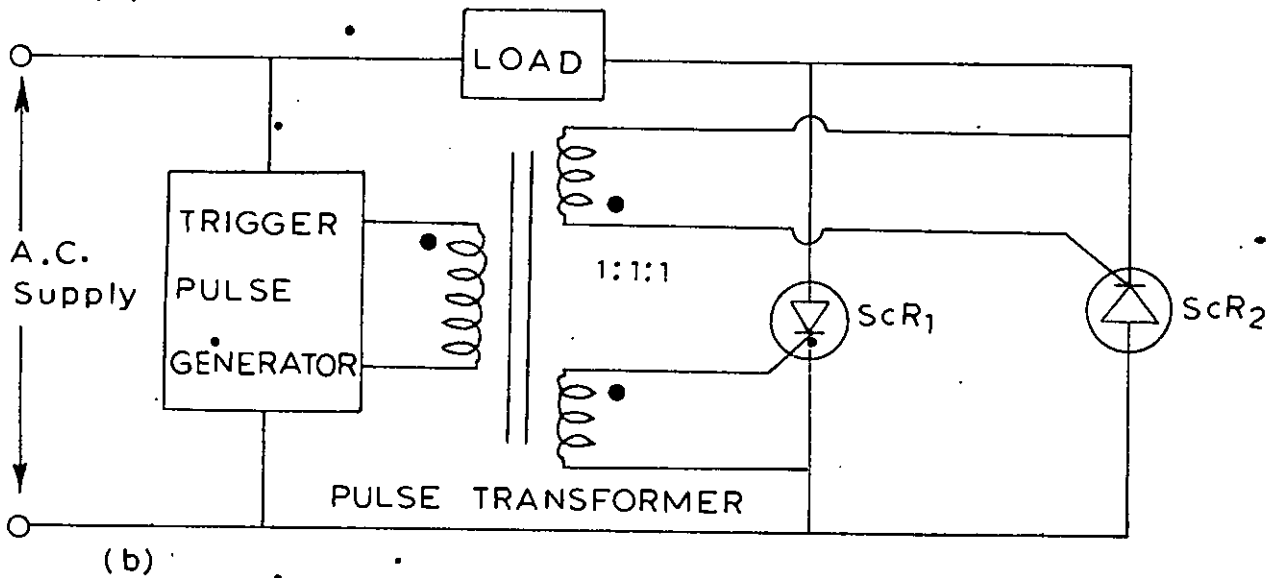 LOAD
TRIGGER
PULSE
GENERATOR
A.C.
Supply
1:1:1
ScR1
ScR2
PULSE TRANSFORMER
(b)